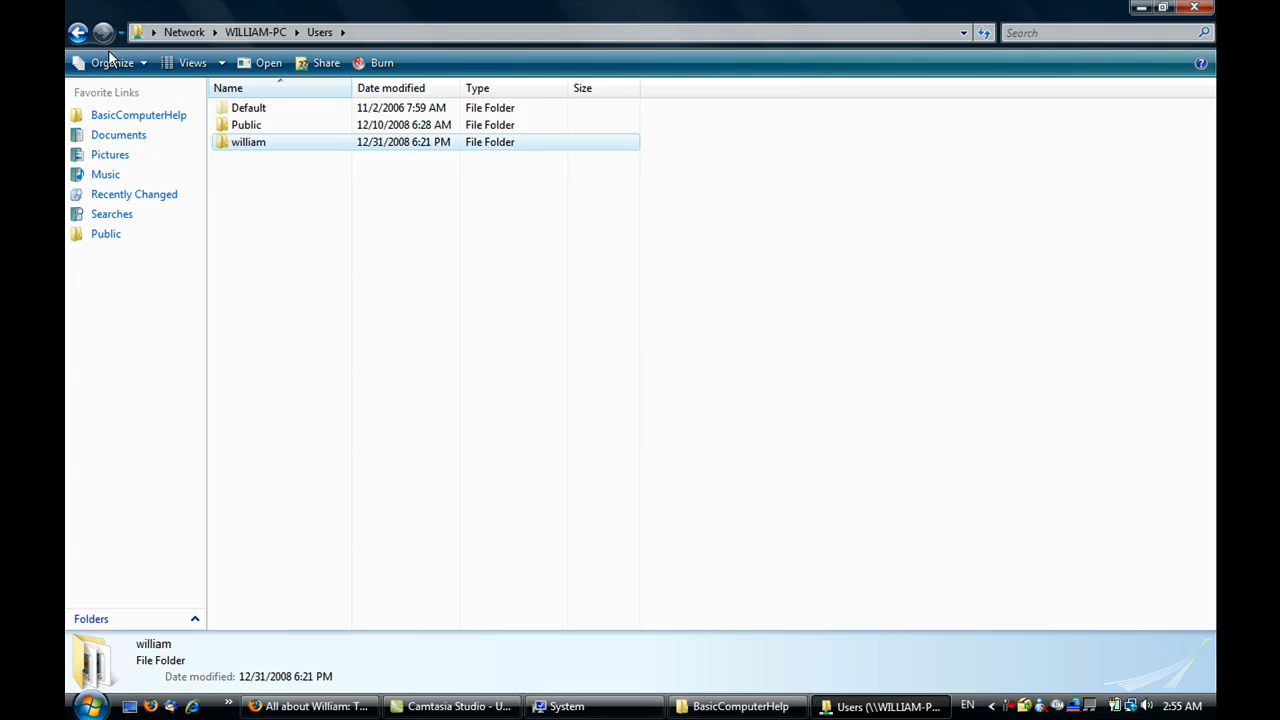 Network WILLIAM-PC Users Search
Organize Views Open Share Burn
Favorite Links
BasicComputerHelp
Documents
Pictures
Music
Recently Changed
Searches
Public
Folders
Name Date modified Type Size
Default 11/2/2006 7:59 AM File Folder
Public 12/10/2008 6:28 AM File Folder
william 12/31/2008 6:21 PM File Folder
william
File Folder
Date modified: 12/31/2008 6:21 PM
All about William: T... Camtasia Studio - U... System BasicComputerHelp Users (\\WILLIAM-P... EN 2:55 AM